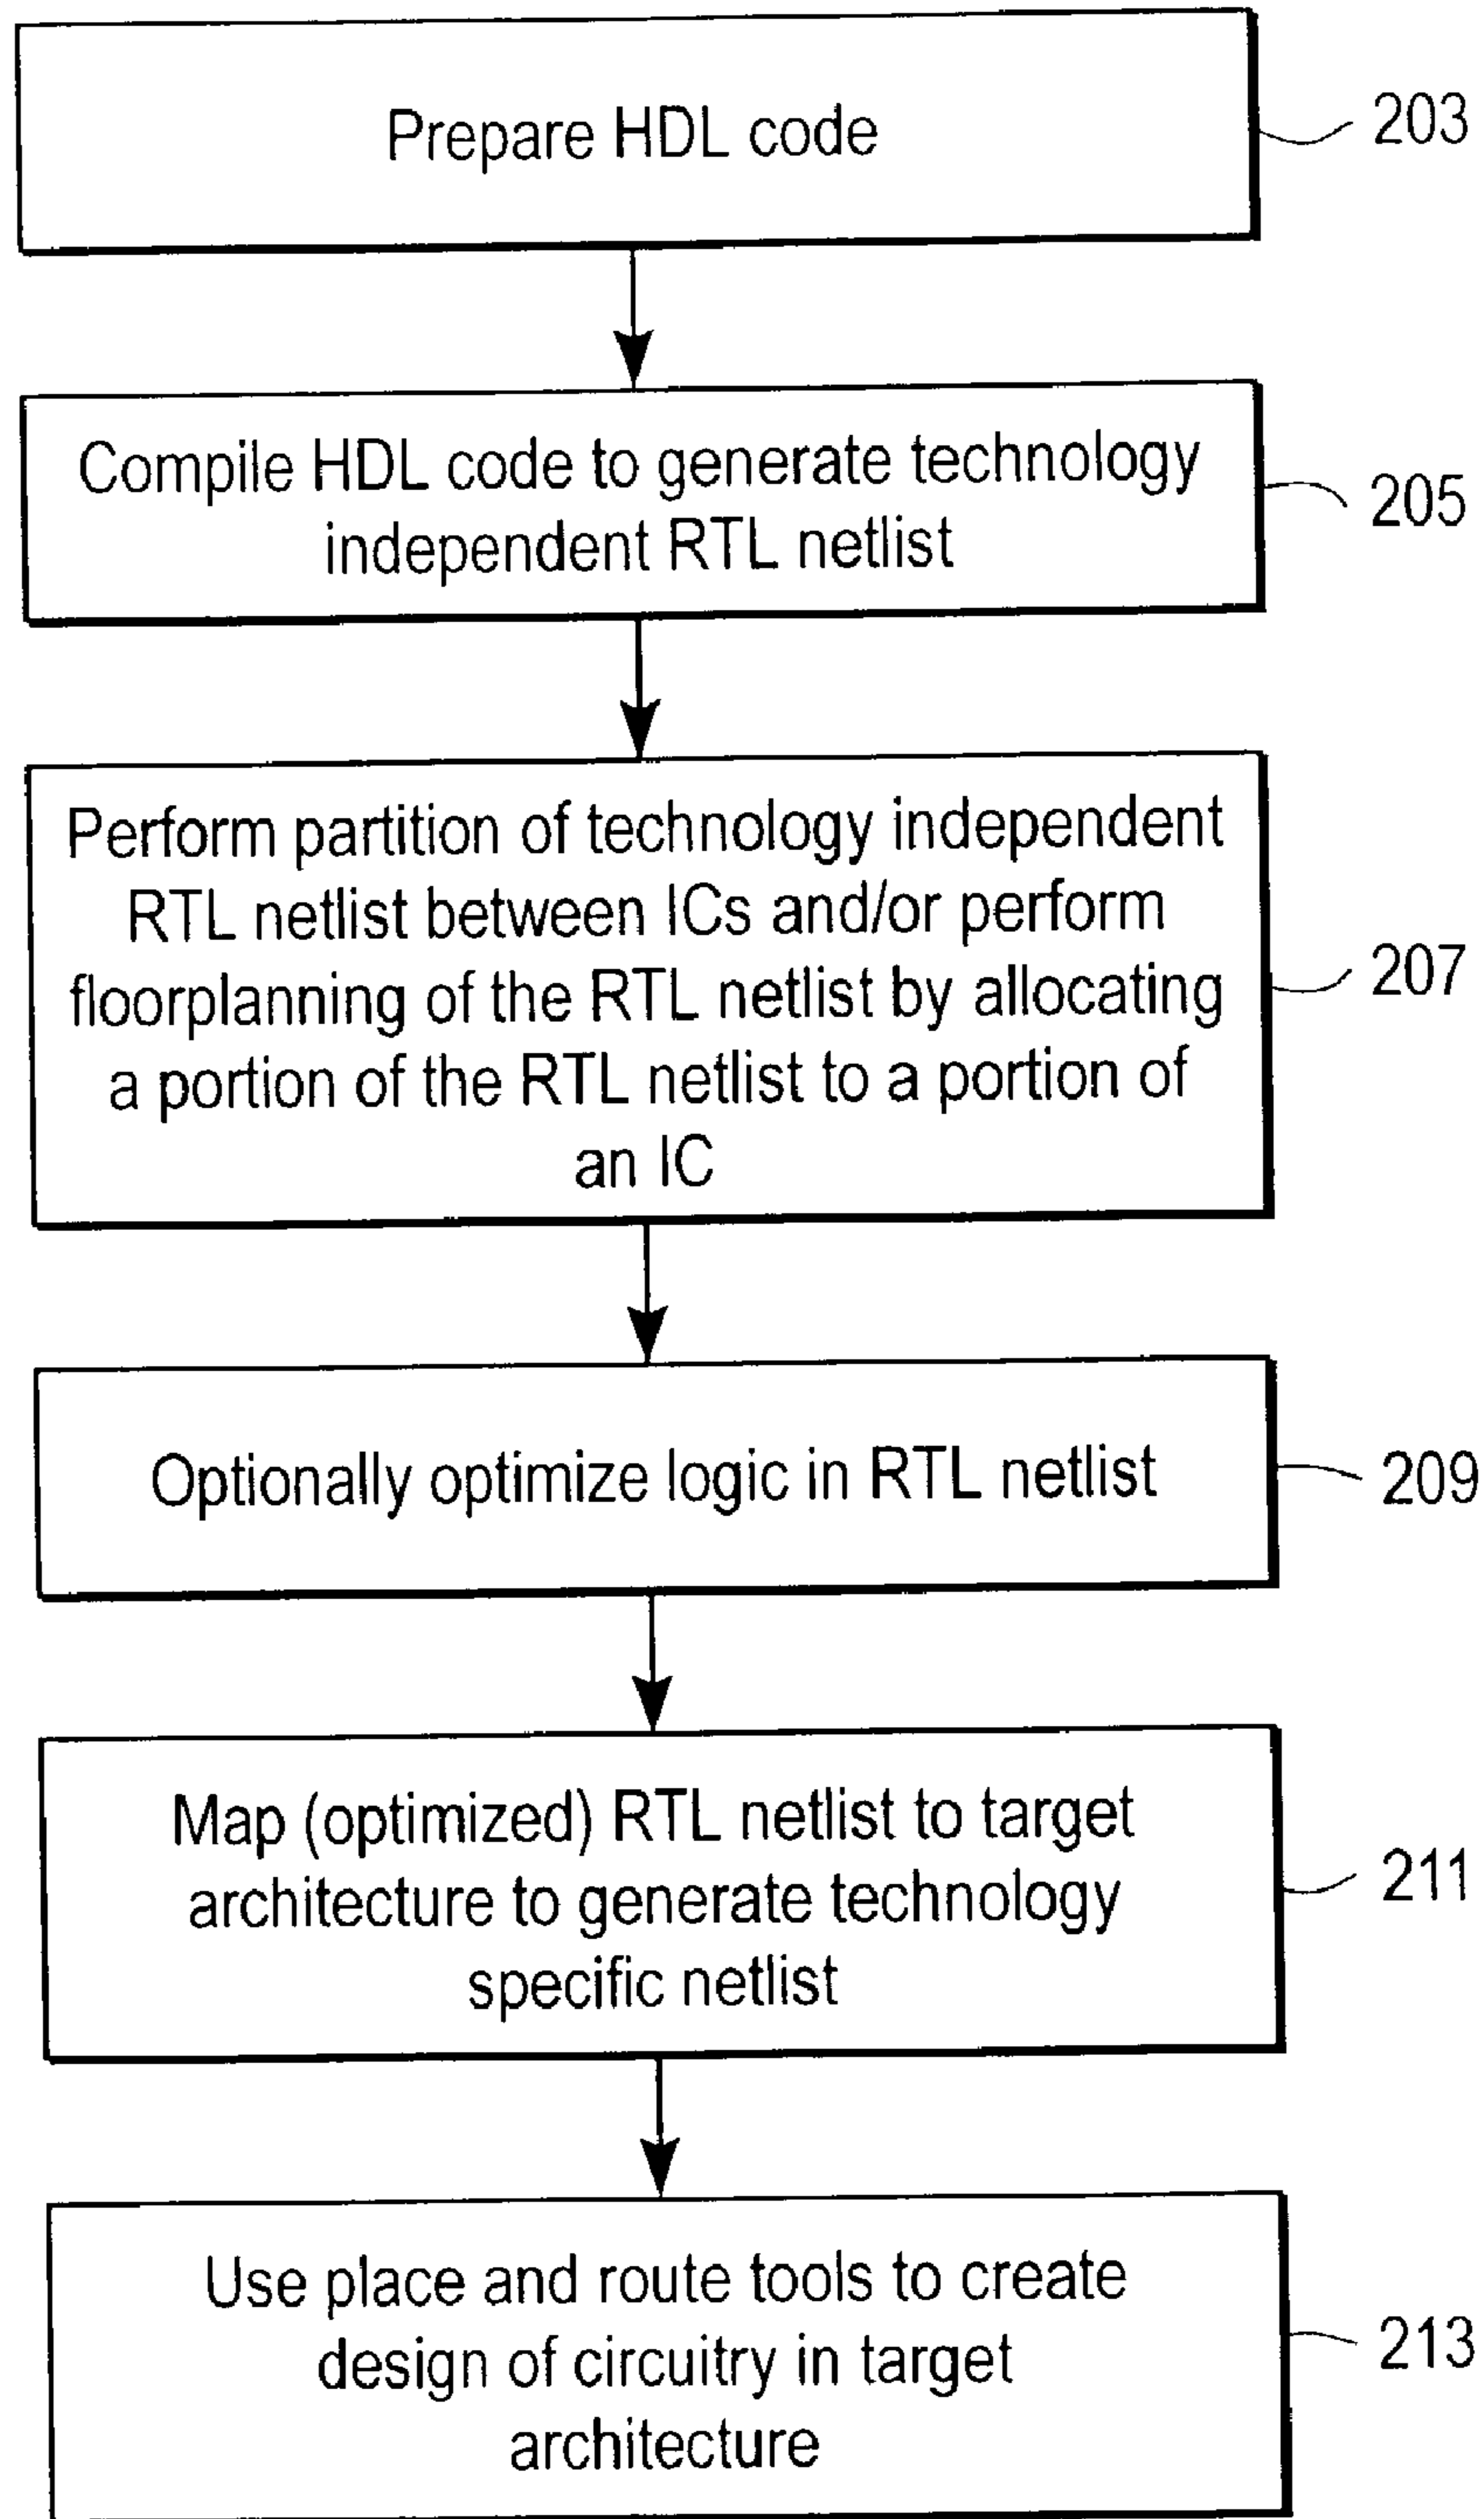 Prepare HDL code
203
Compile HDL code to generate technology
independent RTL netlist
205
Perform partition of technology independent
RTL netlist between ICs and/or perform
floorplanning of the RTL netlist by allocating
a portion of the RTL netlist to a portion of
an IC
207
Optionally optimize logic in RTL netlist
209
Map (optimized) RTL netlist to target
architecture to generate technology
specific netlist
211
Use place and route tools to create
design of circuitry in target
architecture
213